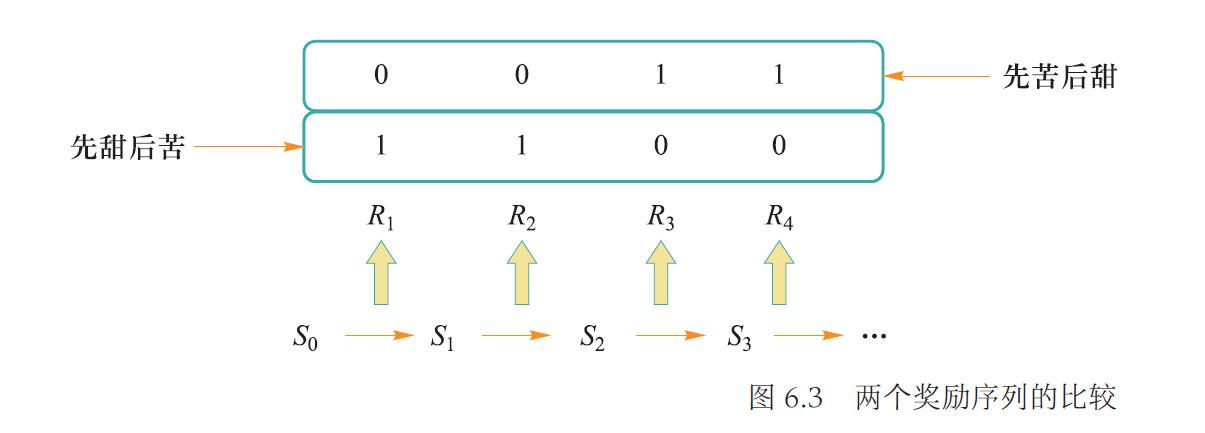 0 0 1 1 先苦后甜
先甜后苦 1 1 0 0
R1 R2 R3 R4
S0 S1 S2 S3 ···
图 6.3 两个奖励序列的比较